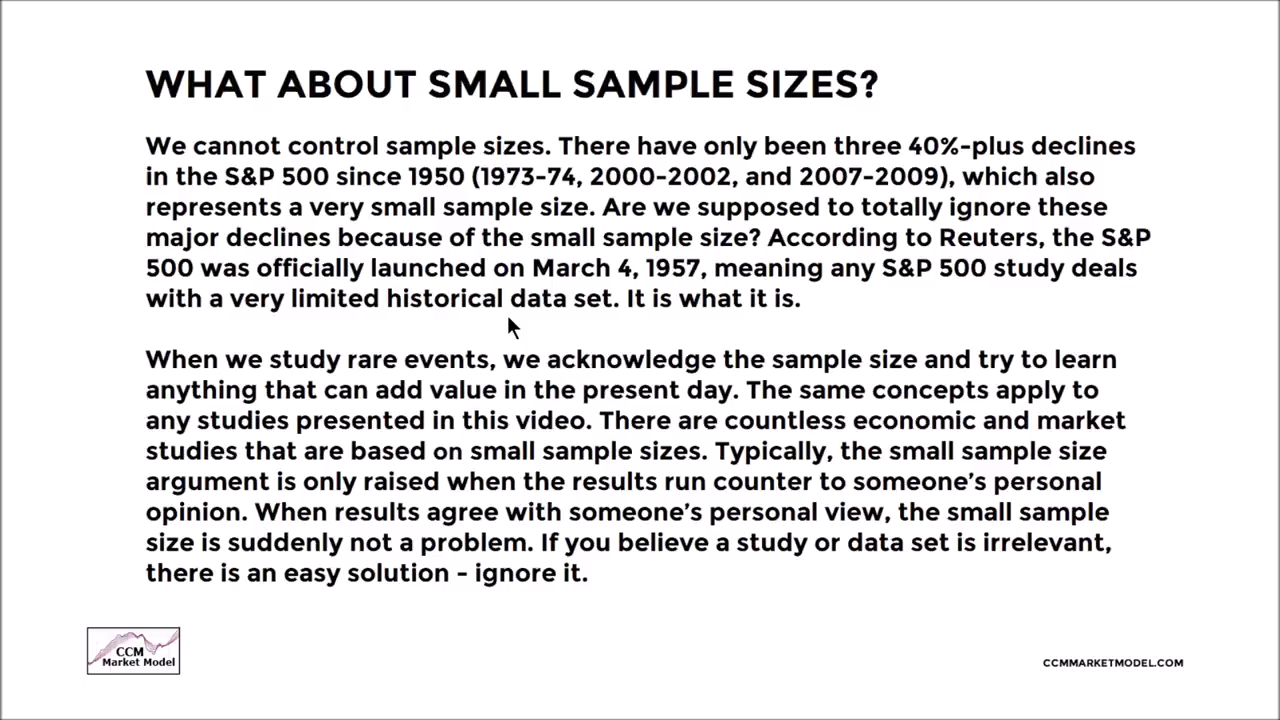 WHAT ABOUT SMALL SAMPLE SIZES?
We cannot control sample sizes. There have only been three 40%-plus declines
in the S&P 500 since 1950 (1973-74, 2000-2002, and 2007-2009), which also
represents a very small sample size. Are we supposed to totally ignore these
major declines because of the small sample size? According to Reuters, the S&P
500 was officially launched on March 4, 1957, meaning any S&P 500 study deals
with a very limited historical data set. It is what it is.
When we study rare events, we acknowledge the sample size and try to learn
anything that can add value in the present day. The same concepts apply to
any studies presented in this video. There are countless economic and market
studies that are based on small sample sizes. Typically, the small sample size
argument is only raised when the results run counter to someone’s personal
opinion. When results agree with someone’s personal view, the small sample
size is suddenly not a problem. If you believe a study or data set is irrelevant,
there is an easy solution - ignore it.
CCM
Market Model
CCMMARKETMODEL.COM